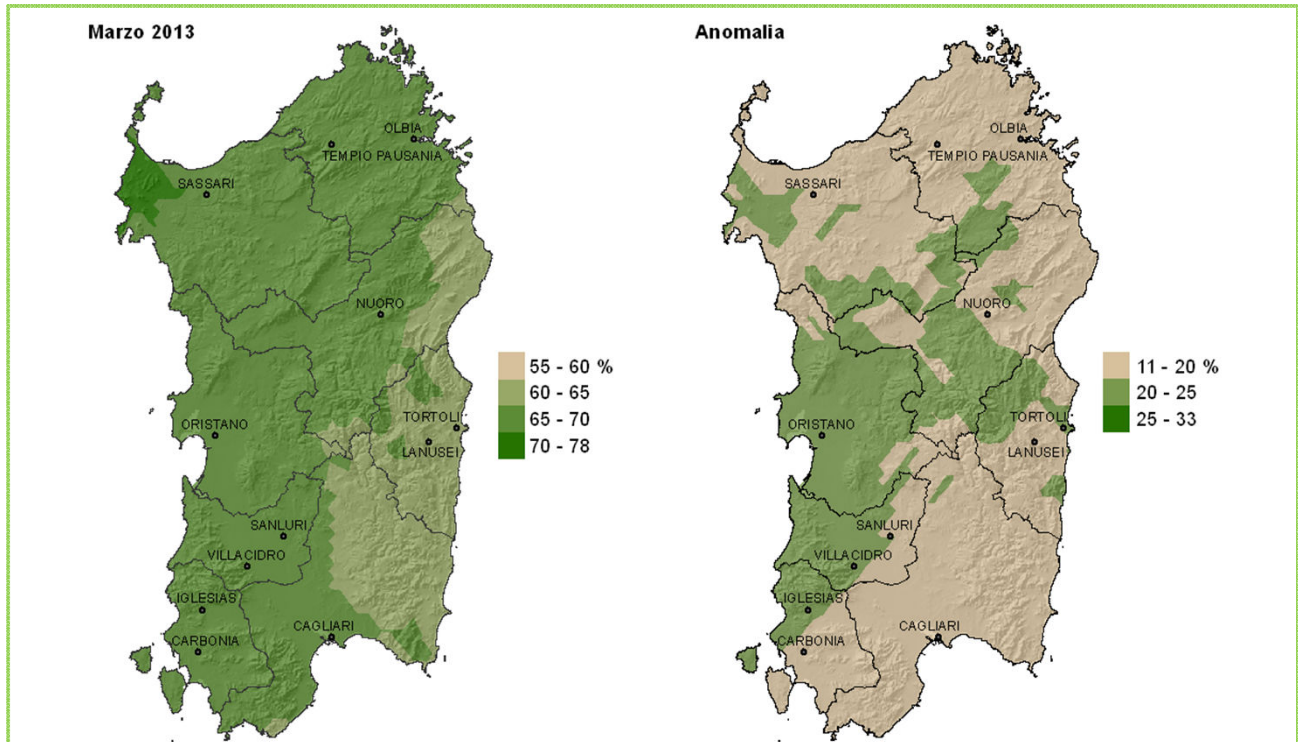 Marzo 2013
OLBIA
TEMPIO PAUSANIA
SASSARI
NUORO
ORISTANO
TORTOLI
LANUSEI
SANLURI
VILLACIDRO
IGLESIAS
CARBONIA
CAGLIARI
55 - 60 %
60 - 65
65 - 70
70 - 78
Anomalia
OLBIA
TEMPIO PAUSANIA
SASSARI
NUORO
ORISTANO
TORTOLI
LANUSEI
SANLURI
VILLACIDRO
IGLESIAS
CARBONIA
CAGLIARI
11 - 20 %
20 - 25
25 - 33